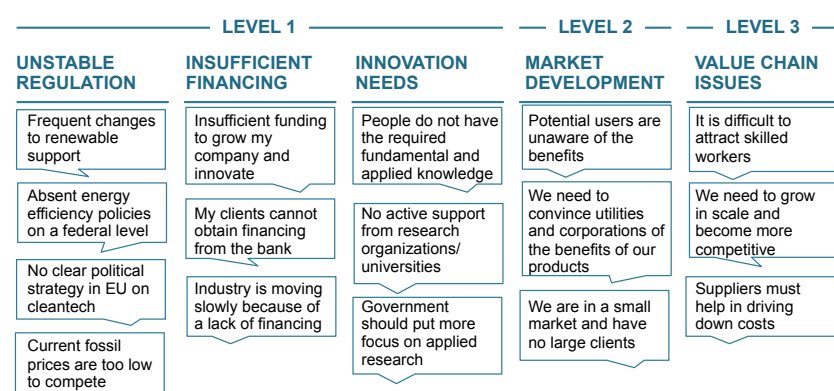 LEVEL 1
LEVEL 2
LEVEL 3
UNSTABLE
REGULATION
INSUFFICIENT
FINANCING
INNOVATION
NEEDS
MARKET
DEVELOPMENT
VALUE CHAIN
ISSUES
Frequent changes
to renewable
support
Absent energy
efficiency policies
on a federal level
No clear political
strategy in EU on
cleantech
Current fossil
prices are too low
to compete
Insufficient funding
to grow my
company and
innovate
My clients cannot
obtain financing
from the bank
Industry is moving
slowly because of
a lack of financing
People do not have
the required
fundamental and
applied knowledge
No active support
from research
organizations/
universities
Government
should put more
focus on applied
research
Potential users are
unaware of the
benefits
We need to
convince utilities
and corporations of
the benefits of our
products
We are in a small
market and have
no large clients
It is difficult to
attract skilled
workers
We need to grow
in scale and
become more
competitive
Suppliers must
help in driving
down costs